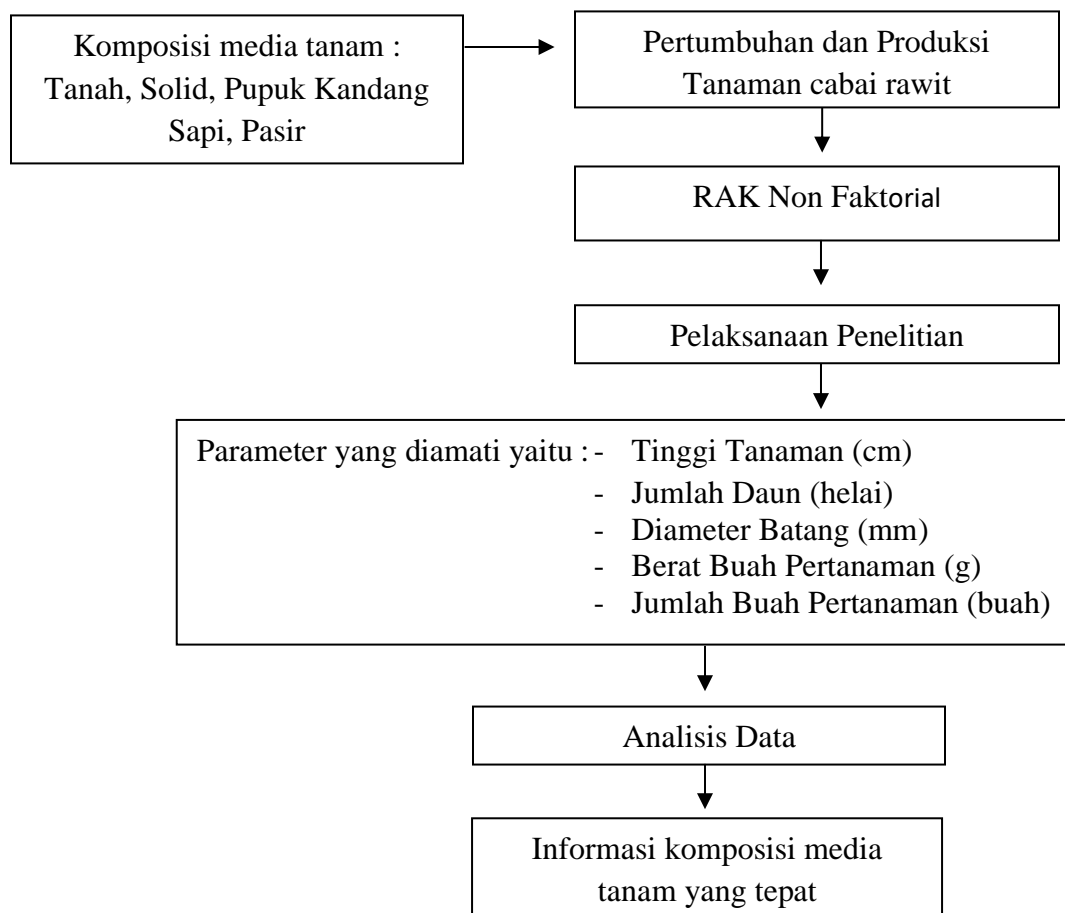 Komposisi media tanam :
Tanah, Solid, Pupuk Kandang
Sapi, Pasir
Pertumbuhan dan Produksi
Tanaman cabai rawit
RAK Non Faktorial
Pelaksanaan Penelitian
Parameter yang diamati yaitu : - Tinggi Tanaman (cm)
- Jumlah Daun (helai)
- Diameter Batang (mm)
- Berat Buah Pertanaman (g)
- Jumlah Buah Pertanaman (buah)
Analisis Data
Informasi komposisi media
tanam yang tepat